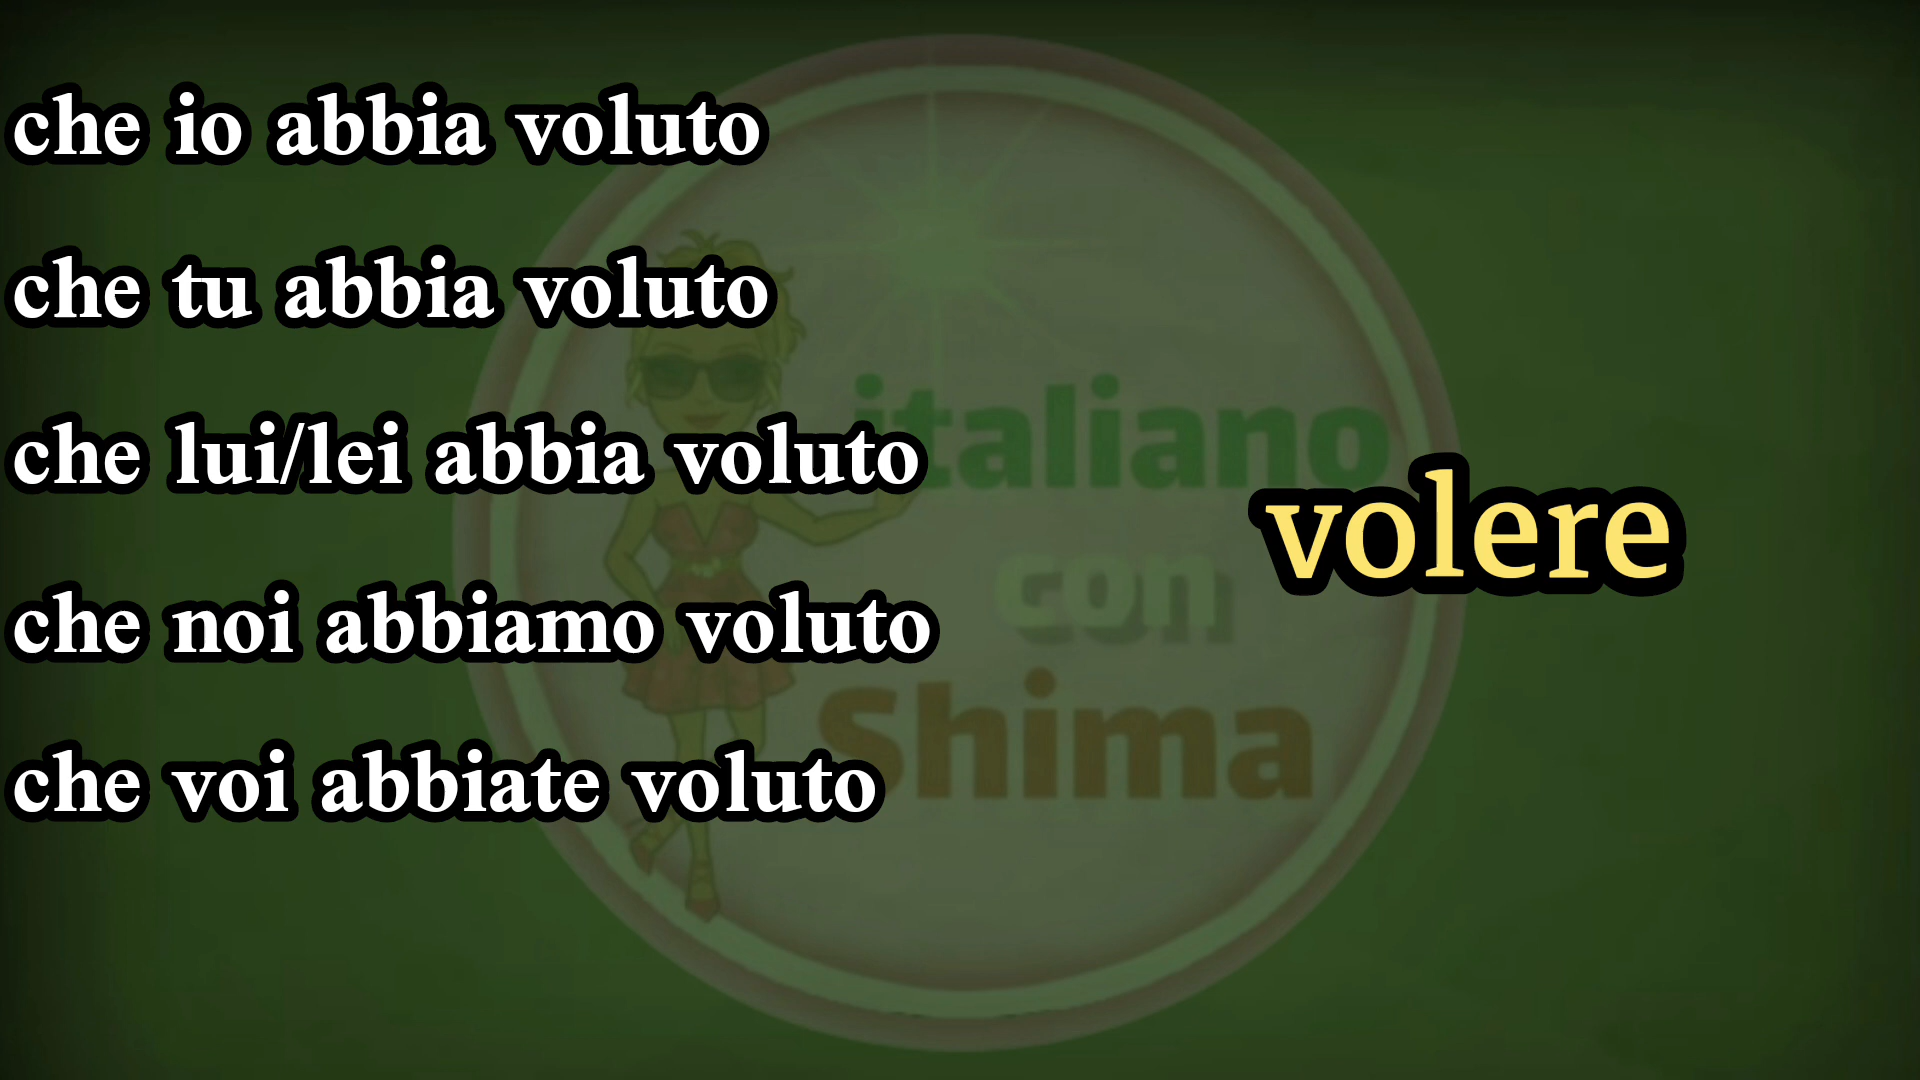 che io abbia voluto
che tu abbia voluto
che lui/lei abbia voluto
che noi abbiamo voluto
che voi abbiate voluto
volere
italiano
con
Shima